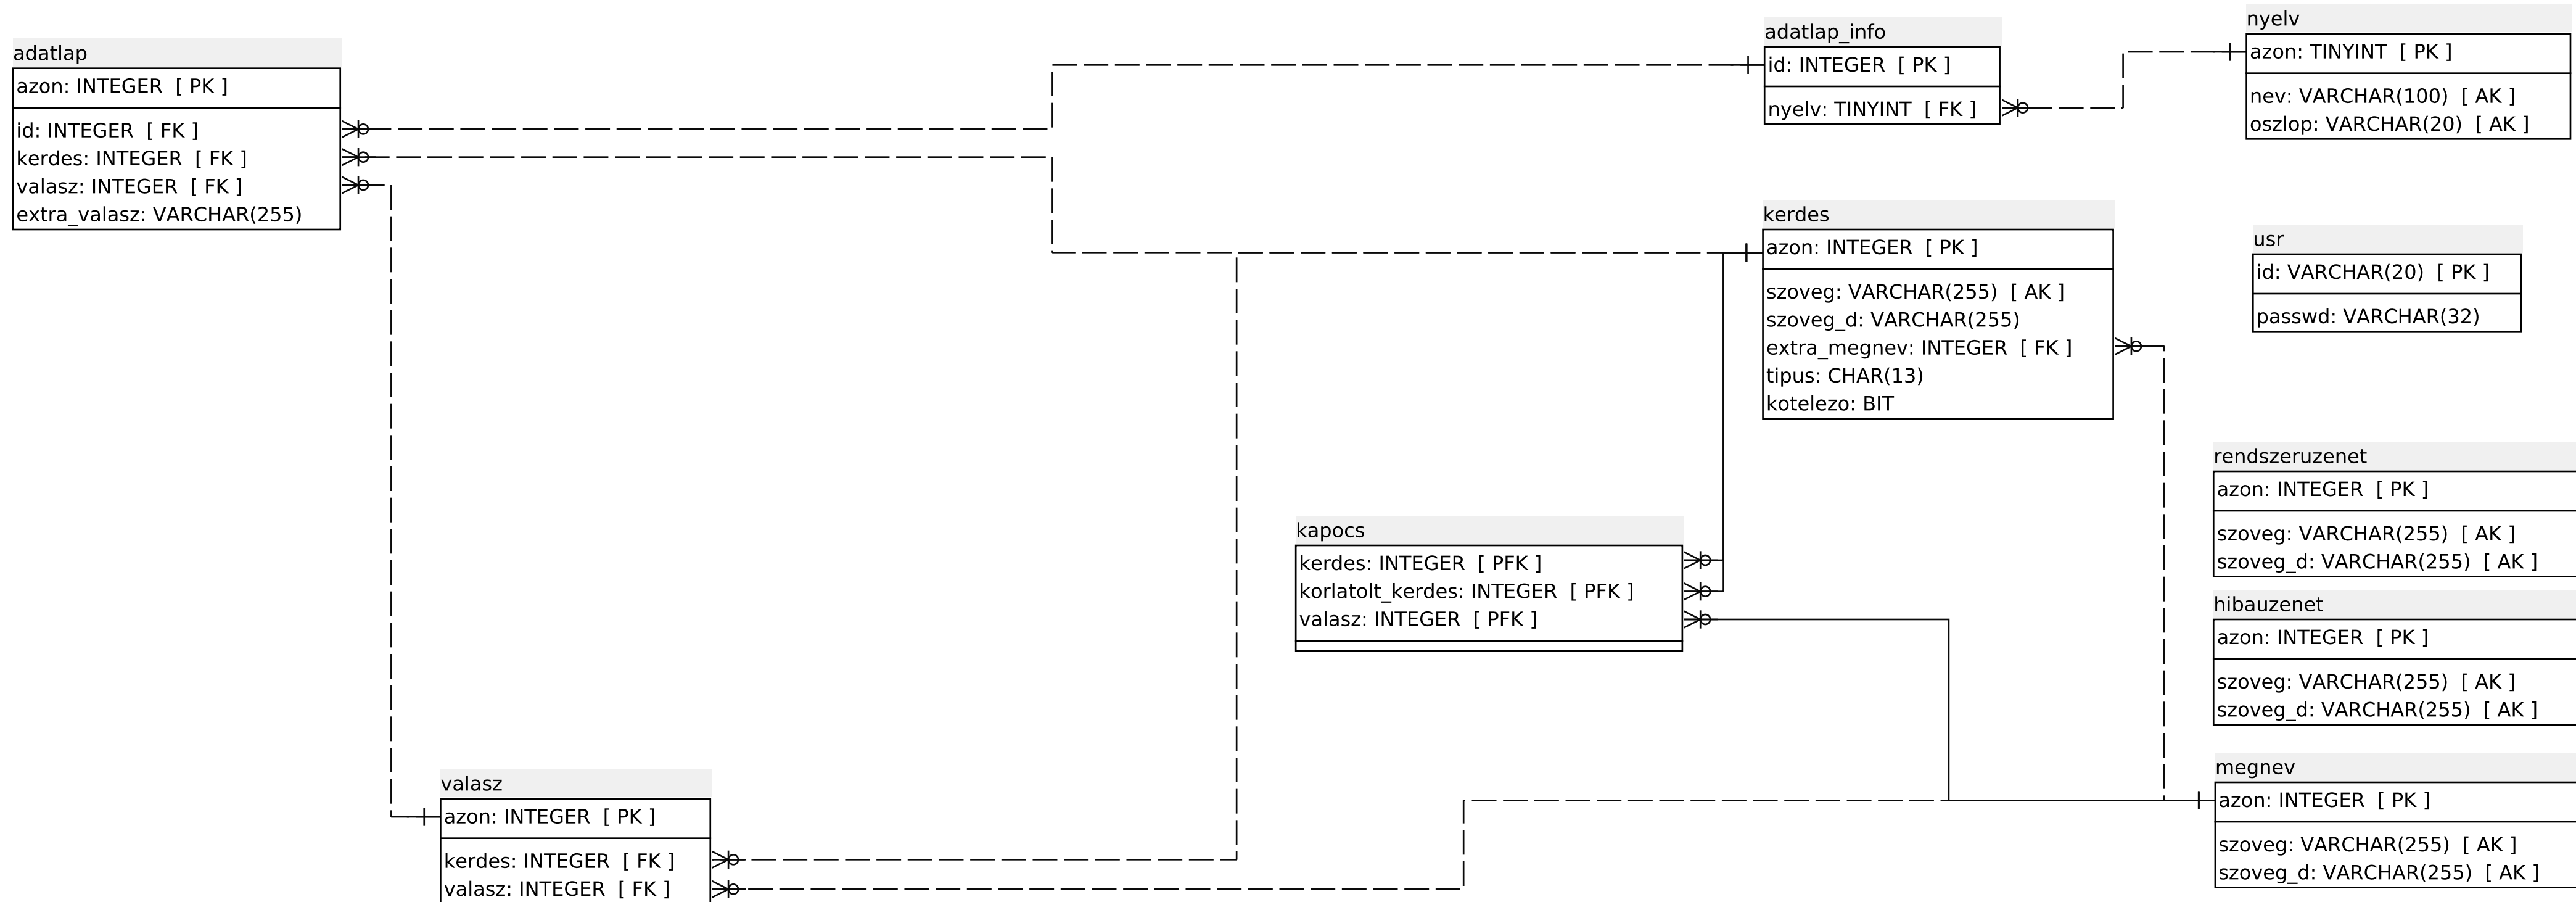 adatlap
azon: INTEGER [ PK ]
id: INTEGER [ FK ]
kerdes: INTEGER [ FK ]
valasz: INTEGER [ FK ]
extra_valasz: VARCHAR(255)
adatlap_info
id: INTEGER [ PK ]
nyelv: TINYINT [ FK ]
nyelv
azon: TINYINT [ PK ]
nev: VARCHAR(100) [ AK ]
oszlop: VARCHAR(20) [ AK ]
kerdes
azon: INTEGER [ PK ]
szoveg: VARCHAR(255) [ AK ]
szoveg_d: VARCHAR(255)
extra_megnev: INTEGER [ FK ]
tipus: CHAR(13)
kotelezo: BIT
usr
id: VARCHAR(20) [ PK ]
passwd: VARCHAR(32)
rendszeruzenet
azon: INTEGER [ PK ]
szoveg: VARCHAR(255) [ AK ]
szoveg_d: VARCHAR(255) [ AK ]
kapocs
kerdes: INTEGER [ PFK ]
korlatolt_kerdes: INTEGER [ PFK ]
valasz: INTEGER [ PFK ]
hibauzenet
azon: INTEGER [ PK ]
szoveg: VARCHAR(255) [ AK ]
szoveg_d: VARCHAR(255) [ AK ]
valasz
azon: INTEGER [ PK ]
kerdes: INTEGER [ FK ]
valasz: INTEGER [ FK ]
megnev
azon: INTEGER [ PK ]
szoveg: VARCHAR(255) [ AK ]
szoveg_d: VARCHAR(255) [ AK ]